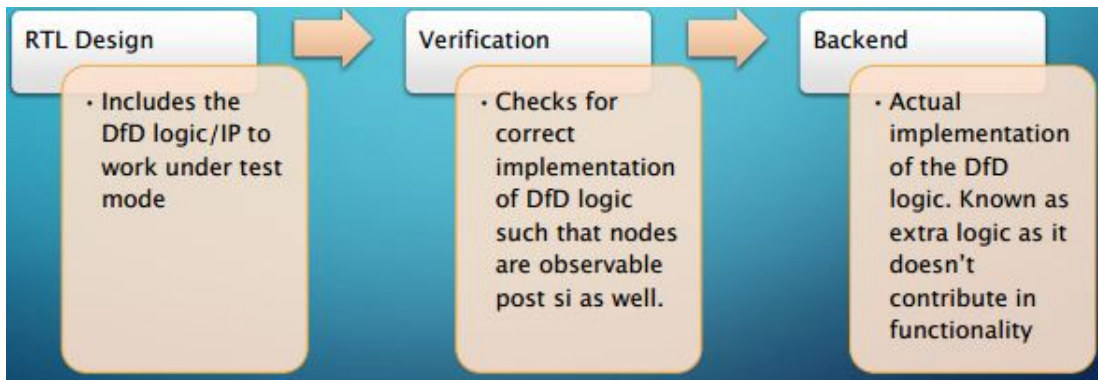 RTL Design
• Includes the
DfD logic/IP to
work under test
mode
Verification
• Checks for
correct
implementation
of DfD logic
such that nodes
are observable
post si as well.
Backend
• Actual
implementation
of the DfD
logic. Known as
extra logic as it
doesn't
contribute in
functionality